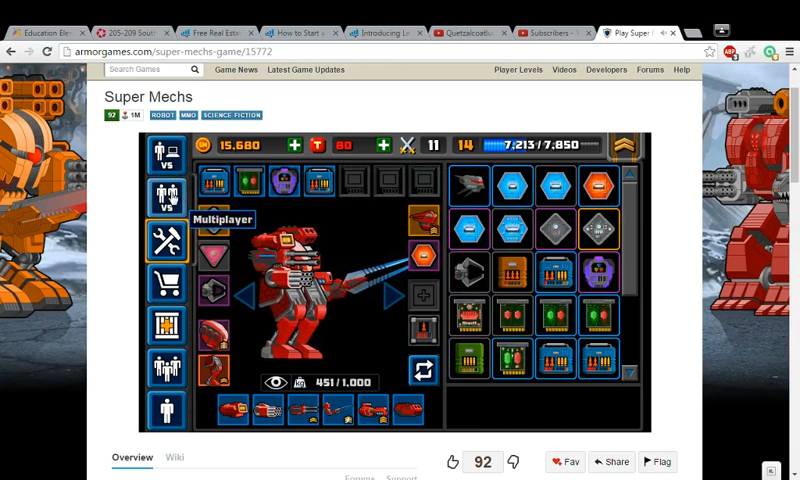 Education Ele
205-209 South
Free Real Esta
How to Start a
Introducing Le
Quetzalcoatlus
Subscribers -
Play Super
armorgames.com/super-mechs-game/15772
ABP
Search Games
Game News
Latest Game Updates
Player Levels
Videos
Developers
Forums
Help
Super Mechs
92
1M
ROBOT
MMO
SCIENCE FICTION
VS
15,680
T
80
11
14
7,213/7,850
VS
Multiplayer
451/1,000
Overview
Wiki
92
Fav
Share
Flag
Forums
Support